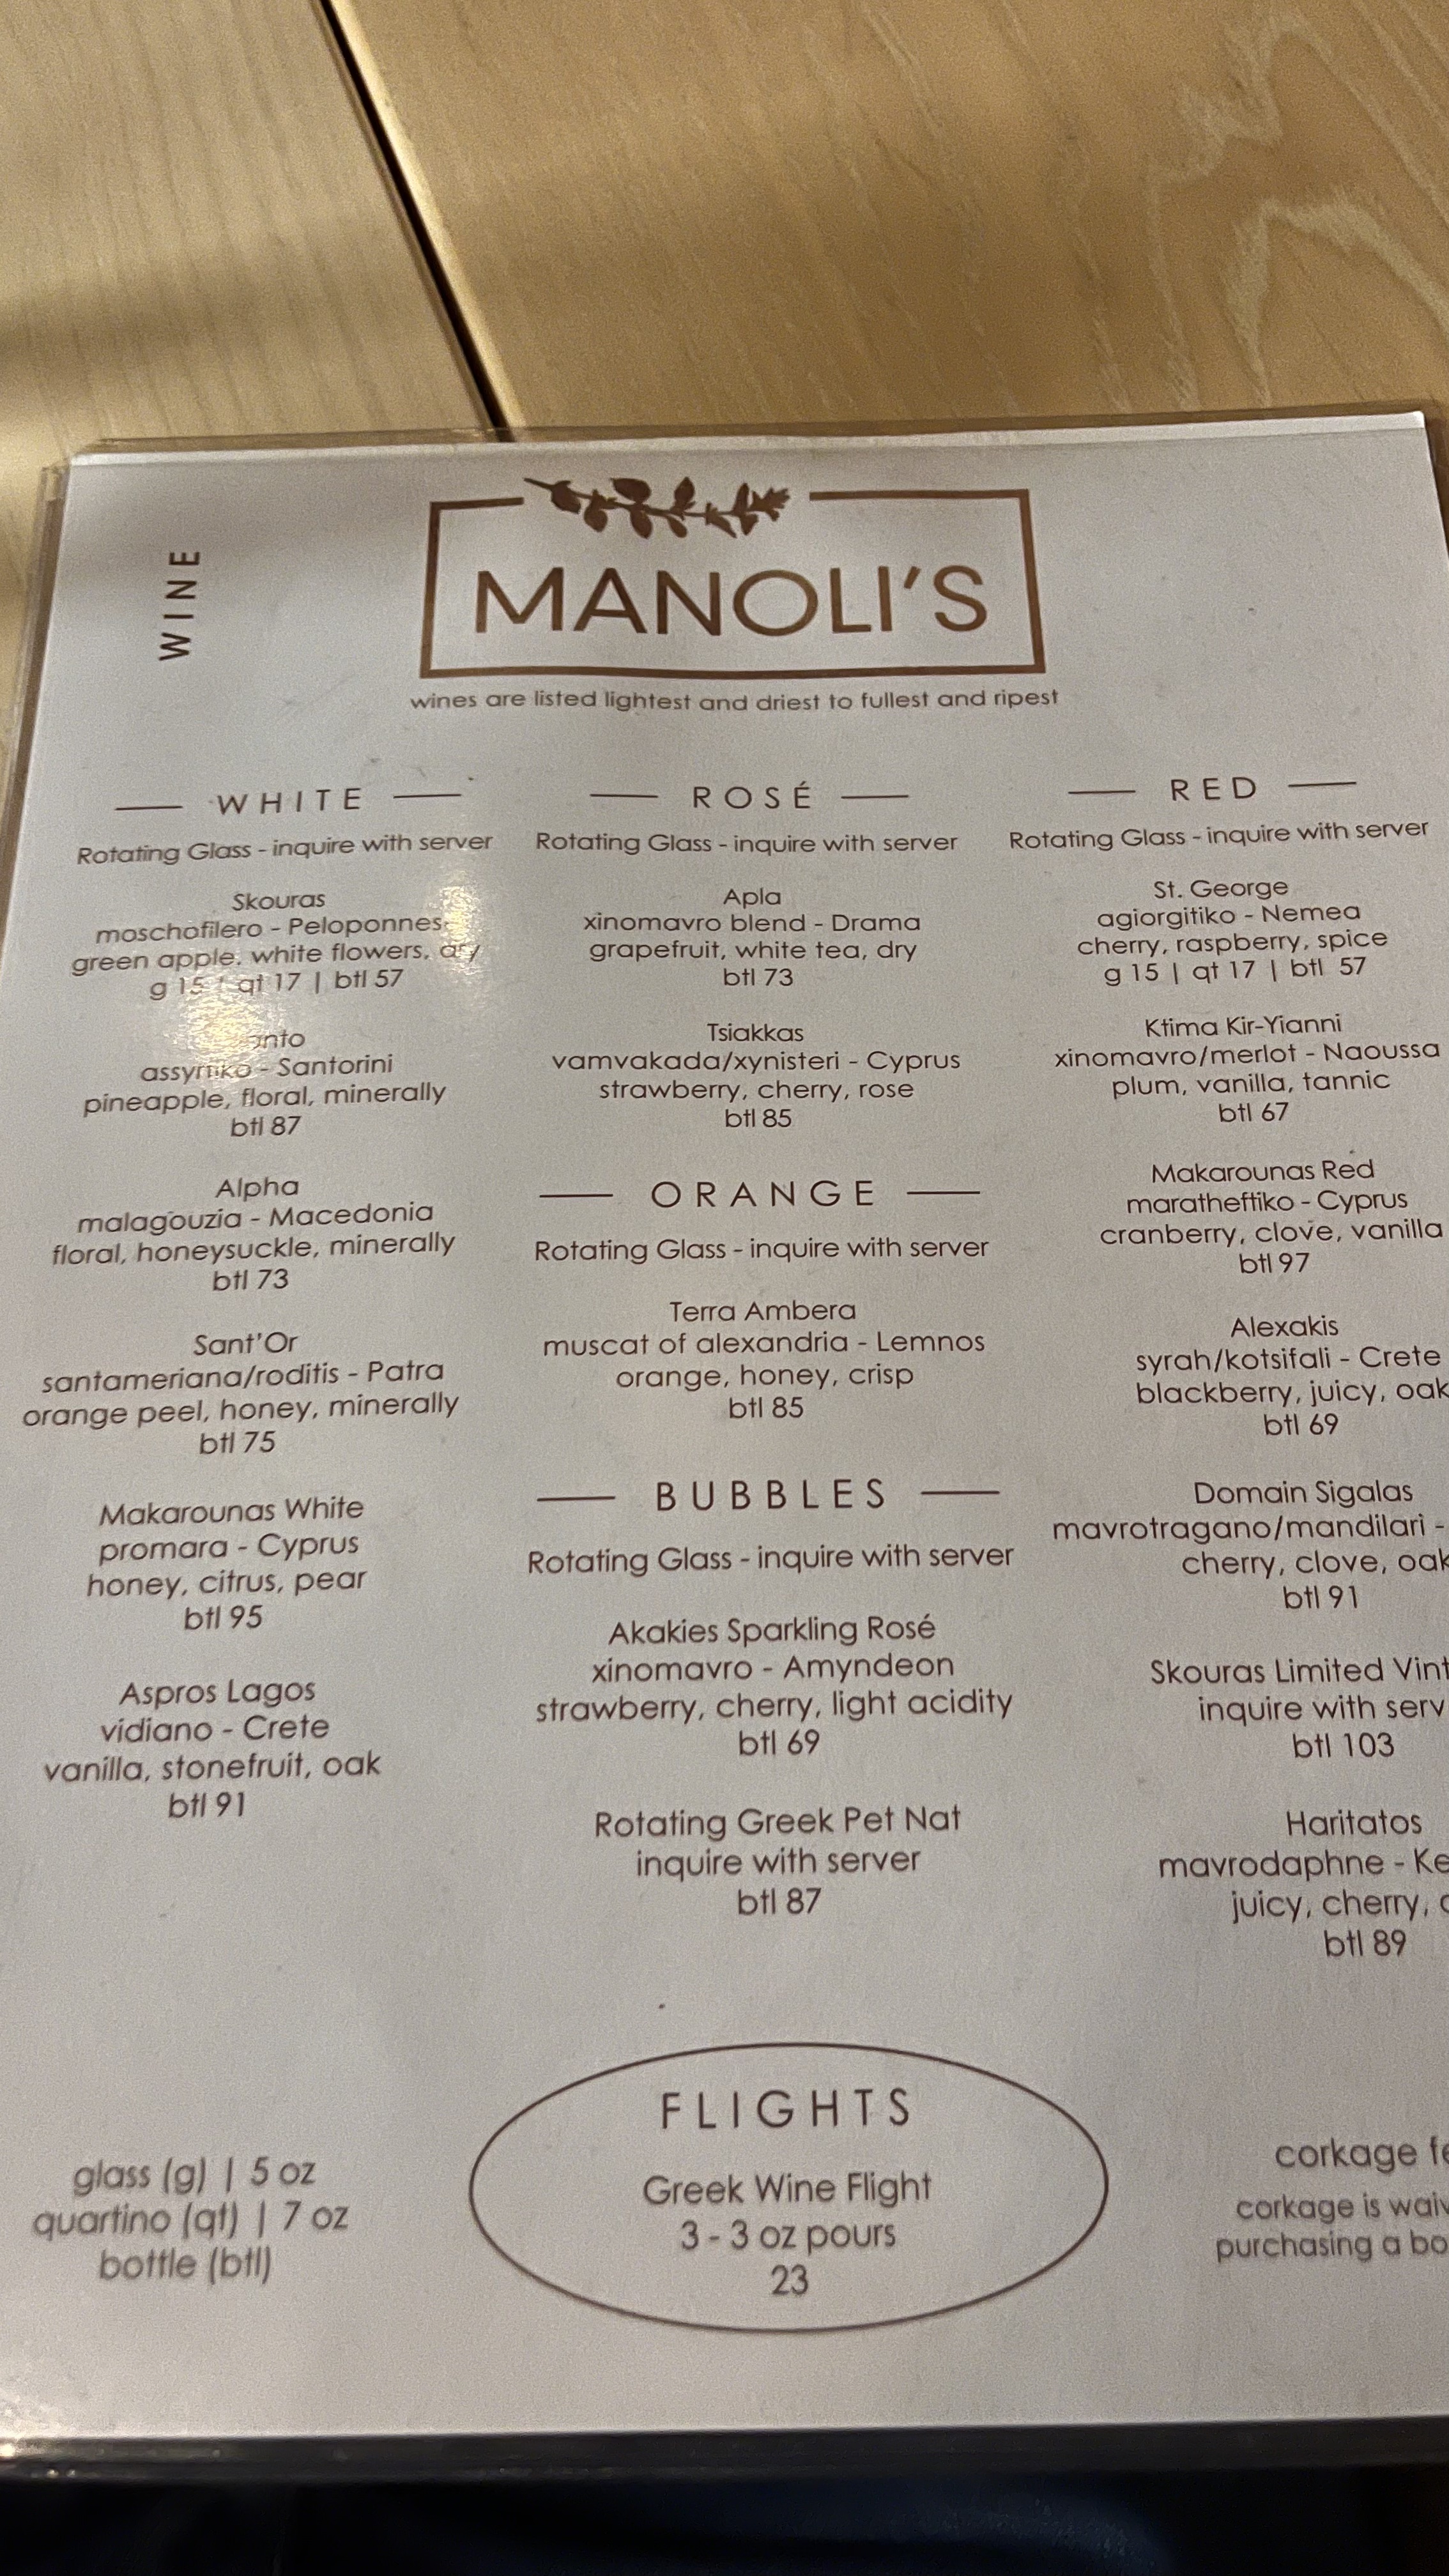 WINE
MANOLI'S
wines are listed lightest and driest to fullest and ripest
WHITE
Rotating Glass - inquire with server
Skouras
moschofilero -
green apple, white flowers, dry
g 15 | qt 17 | btl 57
assyrtiko - Santorini
pineapple, floral, minerally
btl 87
Alpha
malagouzia - Macedonia
floral, honeysuckle, minerally
btl 73
Sant'Or
santameriana/roditis - Patra
orange peel, honey, minerally
btl 75
Makarounas White
promara - Cyprus
honey, citrus, pear
btl 95
Aspros Lagos
vidiano - Crete
vanilla, stonefruit, oak
btl 91
glass (g) | 5 oz
quartino (qt) | 7 oz
bottle (btl)
ROSÉ
Rotating Glass - inquire with server
Apla
xinomavro blend - Drama
grapefruit, white tea, dry
btl 73
Tsiakkas
vamvakada/xynisteri - Cyprus
strawberry, cherry, rose
btl 85
ORANGE
Rotating Glass - inquire with server
Terra Ambera
muscat of alexandria - Lemnos
orange, honey, crisp
btl 85
BUBBLES
Rotating Glass - inquire with server
Akakies Sparkling Rosé
xinomavro - Amyndeon
strawberry, cherry, light acidity
btl 69
Rotating Greek Pet Nat
inquire with server
btl 87
FLIGHTS
Greek Wine Flight
3 - 3 oz pours
23
RED
Rotating Glass - inquire with server
St. George
agiorgitiko - Nemea
cherry, raspberry, spice
g 15 | qt 17 | btl 57
Ktima Kir-Yianni
xinomavro/merlot - Naoussa
plum, vanilla, tannic
btl 67
Makarounas Red
maratheftiko - Cyprus
cranberry, clove, vanilla
btl 97
Alexakis
syrah/kotsifali - Crete
blackberry, juicy, oak
btl 69
Domain Sigalas
mavrotragano/mandilari -
cherry, clove, oak
btl 91
Skouras Limited
inquire with
btl 103
Haritatos
mavrodaphne -
juicy, cherry,
btl 89
corkage
corkage is
purchasing a